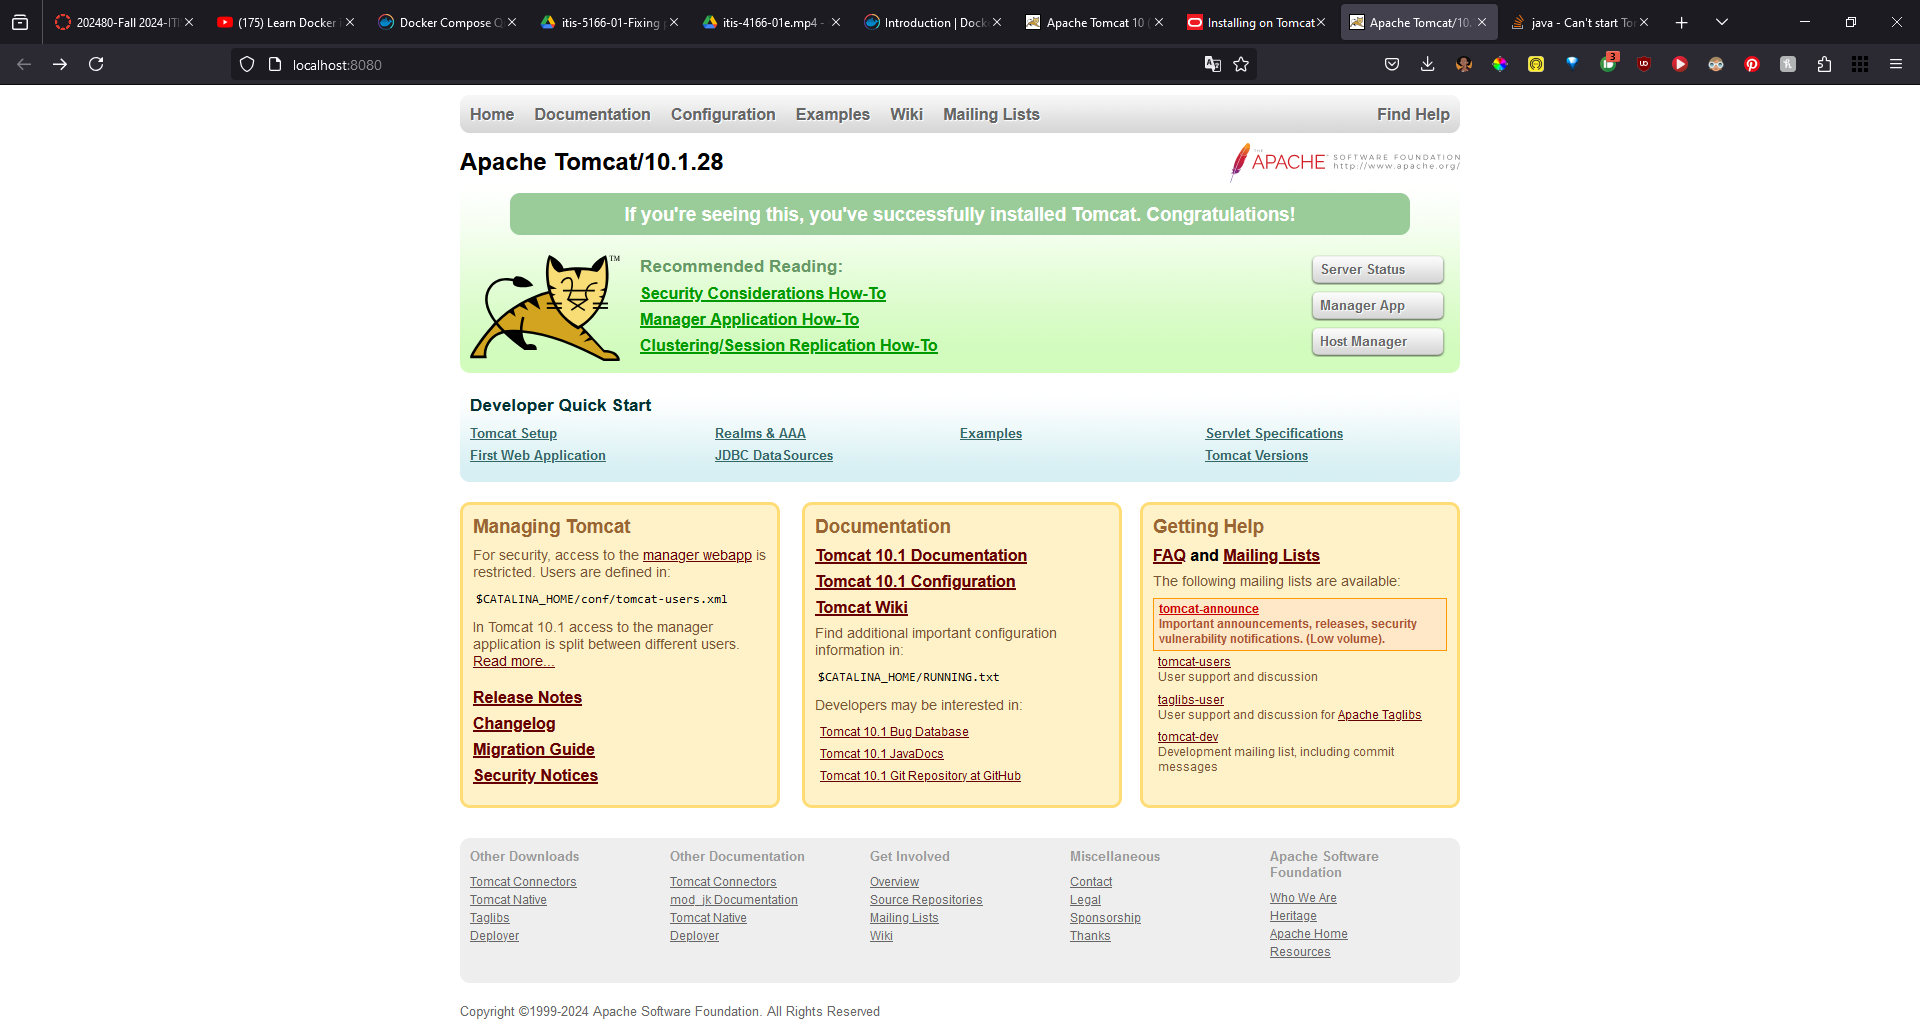 202480-Fall 2024-ITI
(175) Learn Docker i
Docker Compose Q
itis-5166-01-Fixing p
itis-4166-01e.mp4 -
Introduction | Docke
Apache Tomcat 10 (
Installing on Tomcat
Apache Tomcat/10.
java - Can't start Tor
localhost:8080
3
Home Documentation Configuration Examples Wiki Mailing Lists Find Help
Apache Tomcat/10.1.28
THE
APACHE SOFTWARE FOUNDATION
http://www.apache.org/
If you're seeing this, you've successfully installed Tomcat. Congratulations!
TM
Recommended Reading:
Security Considerations How-To
Manager Application How-To
Clustering/Session Replication How-To
Server Status
Manager App
Host Manager
Developer Quick Start
Tomcat Setup
First Web Application
Realms & AAA
JDBC DataSources
Examples
Servlet Specifications
Tomcat Versions
Managing Tomcat
For security, access to the manager webapp is
restricted. Users are defined in:
$CATALINA_HOME/conf/tomcat-users.xml
In Tomcat 10.1 access to the manager
application is split between different users.
Read more...
Release Notes
Changelog
Migration Guide
Security Notices
Documentation
Tomcat 10.1 Documentation
Tomcat 10.1 Configuration
Tomcat Wiki
Find additional important configuration
information in:
$CATALINA_HOME/RUNNING.txt
Developers may be interested in:
Tomcat 10.1 Bug Database
Tomcat 10.1 JavaDocs
Tomcat 10.1 Git Repository at GitHub
Getting Help
FAQ and Mailing Lists
The following mailing lists are available:
tomcat-announce
Important announcements, releases, security
vulnerability notifications. (Low volume).
tomcat-users
User support and discussion
taglibs-user
User support and discussion for Apache Taglibs
tomcat-dev
Development mailing list, including commit
messages
Other Downloads
Tomcat Connectors
Tomcat Native
Taglibs
Deployer
Other Documentation
Tomcat Connectors
mod_jk Documentation
Tomcat Native
Deployer
Get Involved
Overview
Source Repositories
Mailing Lists
Wiki
Miscellaneous
Contact
Legal
Sponsorship
Thanks
Apache Software
Foundation
Who We Are
Heritage
Apache Home
Resources
Copyright ©1999-2024 Apache Software Foundation. All Rights Reserved